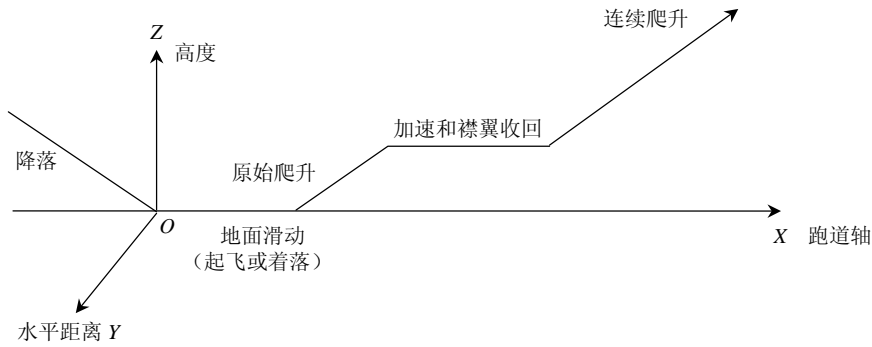 连续爬升
Z
高度
加速和襟翼收回
降落
原始爬升
O
地面滑动
（起飞或着落）
X 跑道轴
水平距离 Y